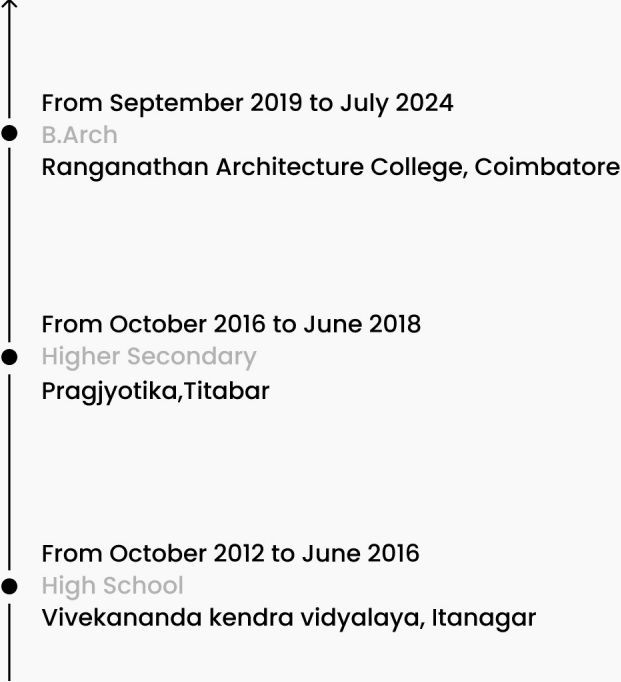 From September 2019 to July 2024
B.Arch
Ranganathan Architecture College, Coimbatore
From October 2016 to June 2018
Higher Secondary
Pragjyotika,Titabar
From October 2012 to June 2016
High School
Vivekananda kendra vidyalaya, Itanagar